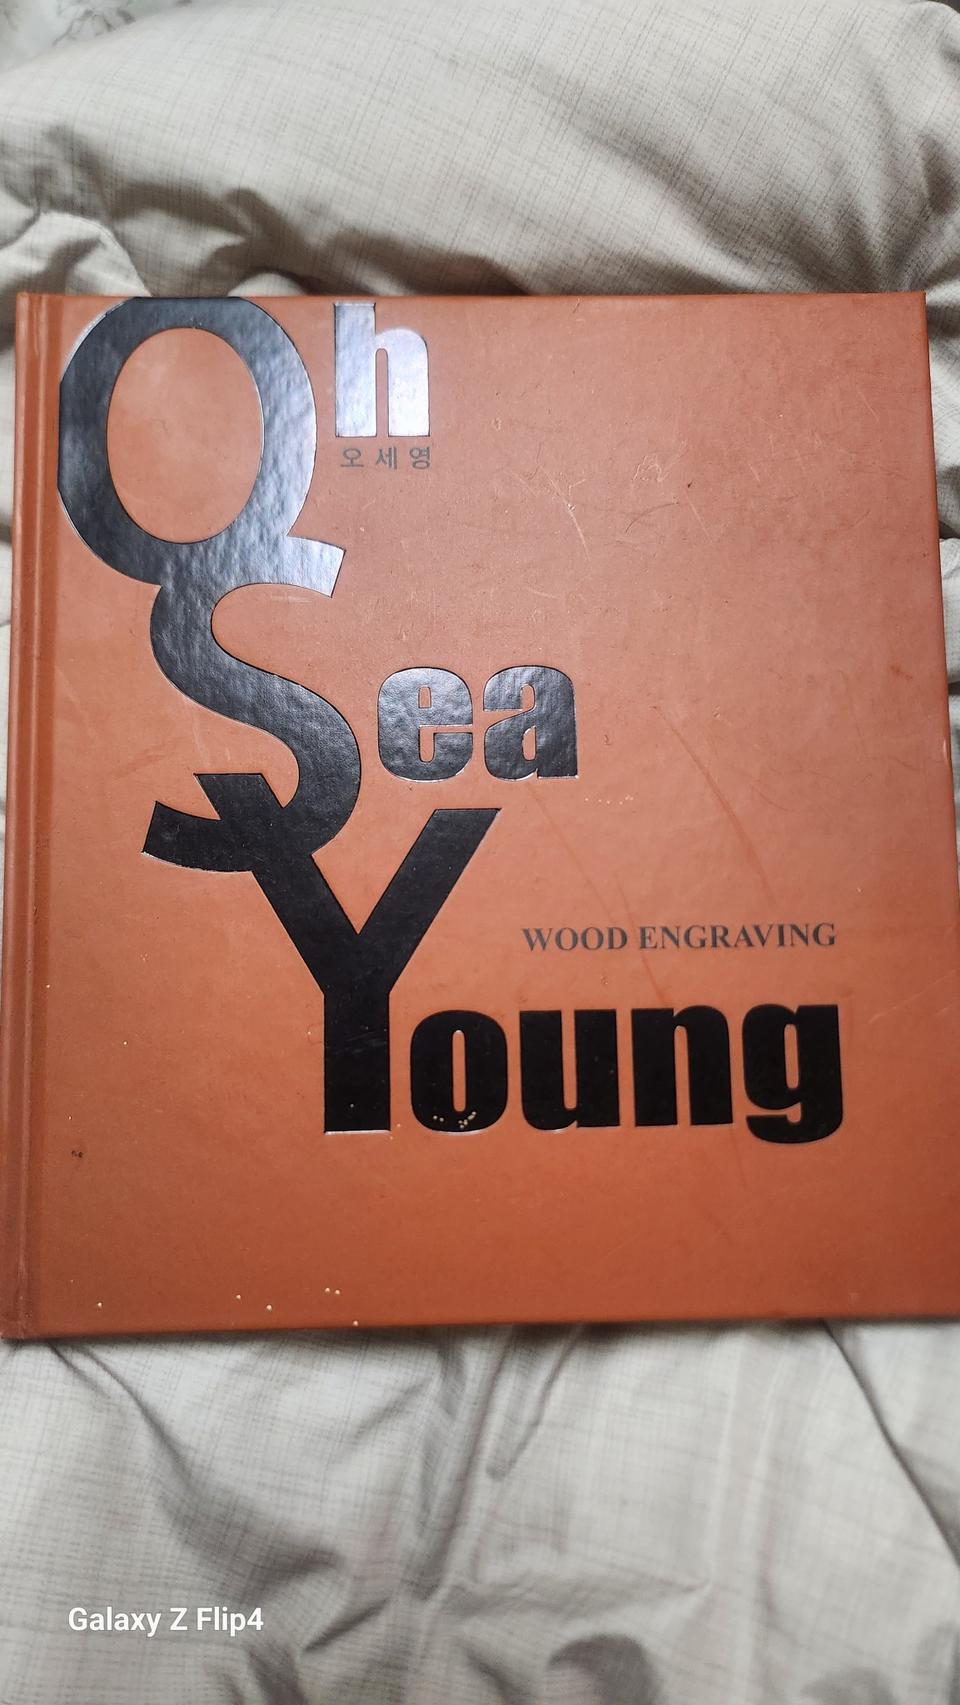 Oh
오세영
Sea
WOOD ENGRAVING
Young
Galaxy Z Flip4